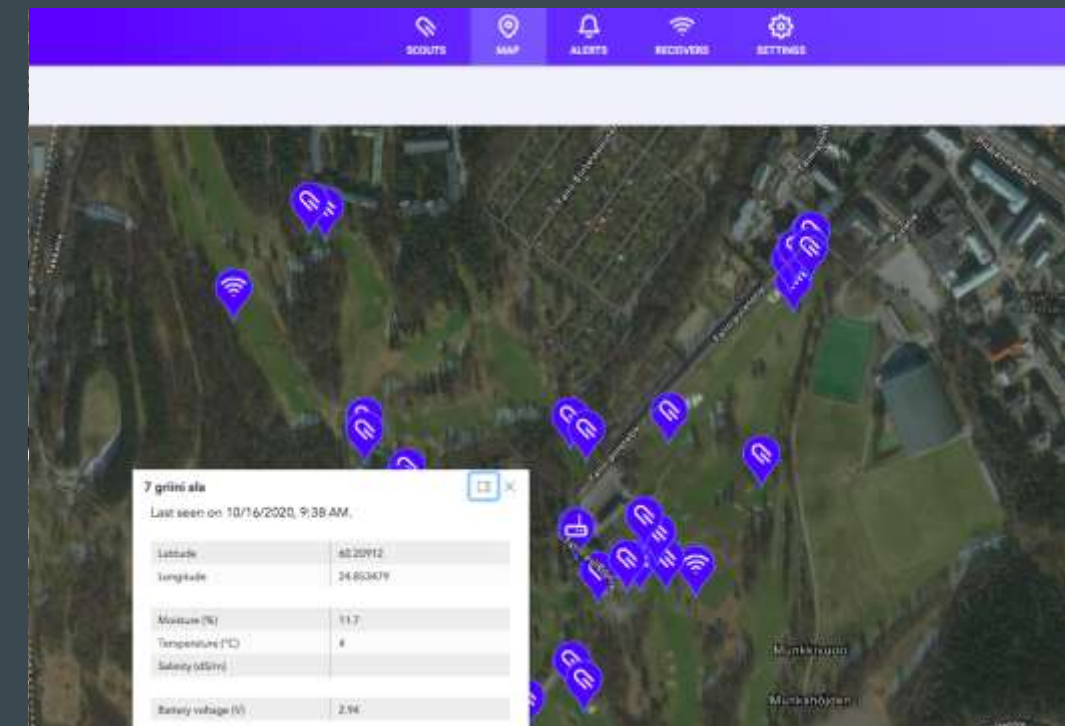 SCOUTS
MAP
ALERTS
RECEIVERS
SETTINGS
7 griini ala
Last seen on 10/16/2020, 9:38 AM.
Latitude 60.20912
Longitude 24.853479
Moisture (%) 11.7
Temperature (°C) 4
Salinity (dS/m)
Battery voltage (V) 2.94
Munkkivuori
Munkshöjden